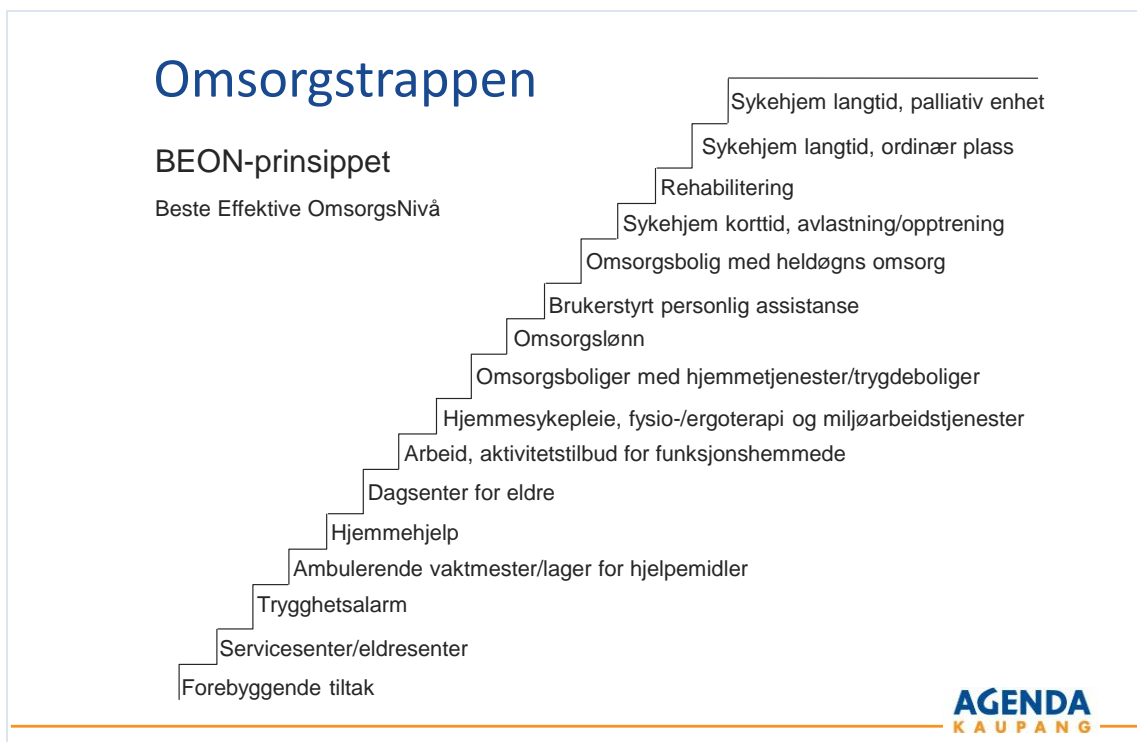 Omsorgstrappen
BEON-prinsippet
Beste Effektive OmsorgsNivå
Sykehjem langtid, palliativ enhet
Sykehjem langtid, ordinær plass
Rehabilitering
Sykehjem korttid, avlastning/opptrening
Omsorgsbolig med heldøgns omsorg
Brukerstyrt personlig assistanse
Omsorgslønn
Omsorgsboliger med hjemmetjenester/trygdeboliger
Hjemmesykepleie, fysio-/ergoterapi og miljøarbeidstjenester
Arbeid, aktivitetstilbud for funksjonshemmede
Dagsenter for eldre
Hjemmehjelp
Ambulerende vaktmester/lager for hjelpemidler
Trygghetsalarm
Servicesenter/eldresenter
Forebyggende tiltak
AGENDA
KAUPANG